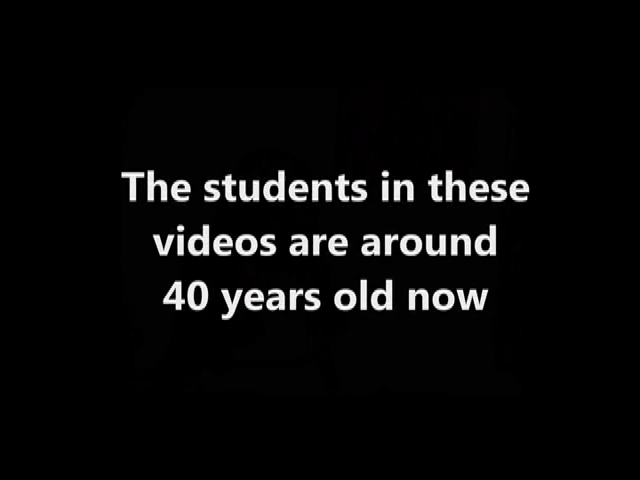 The students in these
videos are around
40 years old now